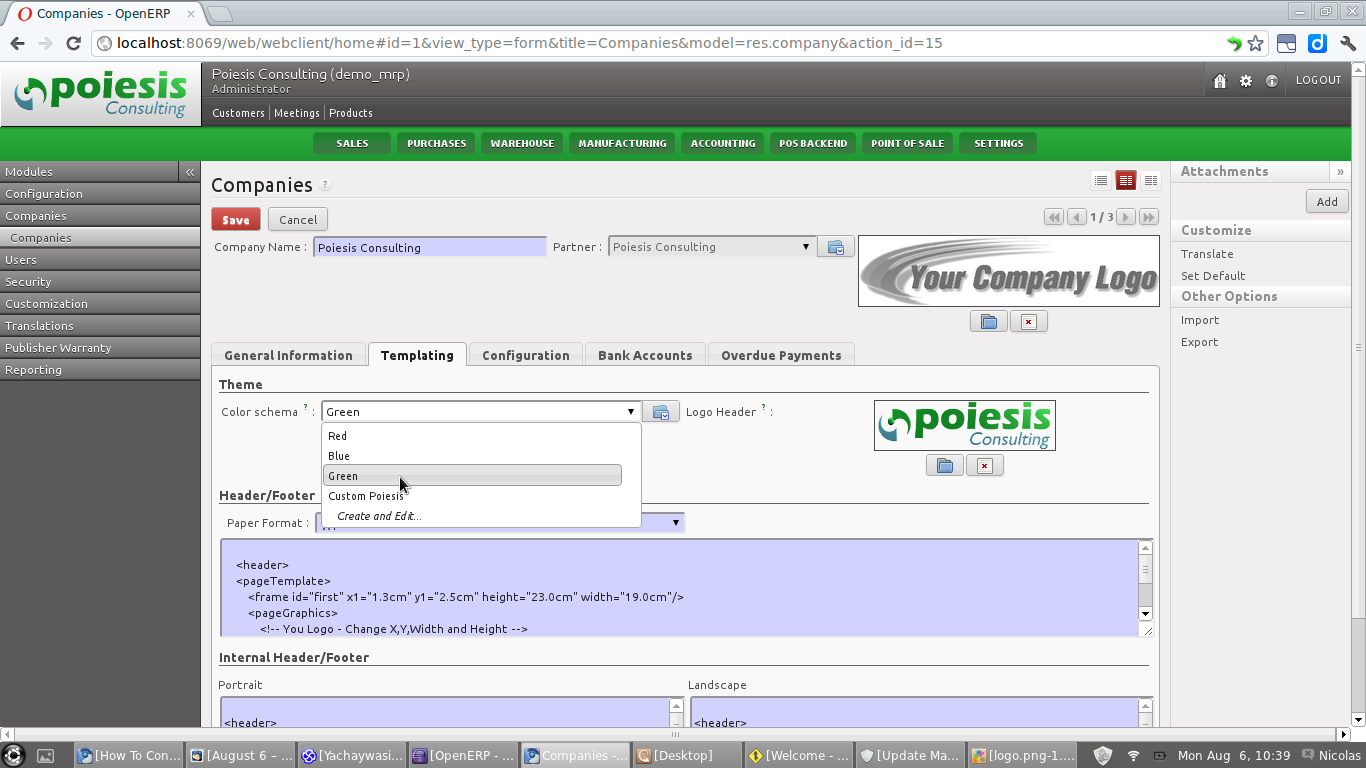 Companies - OpenERP
localhost:8069/web/webclient/home#id=1&view_type=form&title=Companies&model=res.company&action_id=15
poiesis
Consulting
Poiesis Consulting (demo_mrp)
Administrator
LOGOUT
Customers | Meetings | Products
SALES PURCHASES WAREHOUSE MANUFACTURING ACCOUNTING POS BACKEND POINT OF SALE SETTINGS
Modules «
Configuration
Companies
Companies
Users
Security
Customization
Translations
Publisher Warranty
Reporting
Companies ?
Save Cancel
1 / 3
Company Name : Poiesis Consulting Partner : Poiesis Consulting
Your Company Logo
General Information Templating Configuration Bank Accounts Overdue Payments
Theme
Color schema ? : Green Logo Header ? :
poiesis
Consulting
Red
Blue
Green
Custom Poiesis
Create and Edit...
Header/Footer
Paper Format :
<header>
<pageTemplate>
<frame id="first" x1="1.3cm" y1="2.5cm" height="23.0cm" width="19.0cm"/>
<pageGraphics>
<!-- You Logo - Change X,Y,Width and Height -->
Internal Header/Footer
Portrait Landscape
<header> <header>
Attachments »
Add
Customize
Translate
Set Default
Other Options
Import
Export
[How To Con... [August 6 – ... [Yachaywasi... [OpenERP - ... Companies - ... [Desktop] [Welcome - ... [Update Ma... [logo.png-1.... Mon Aug 6, 10:39 Nicolas